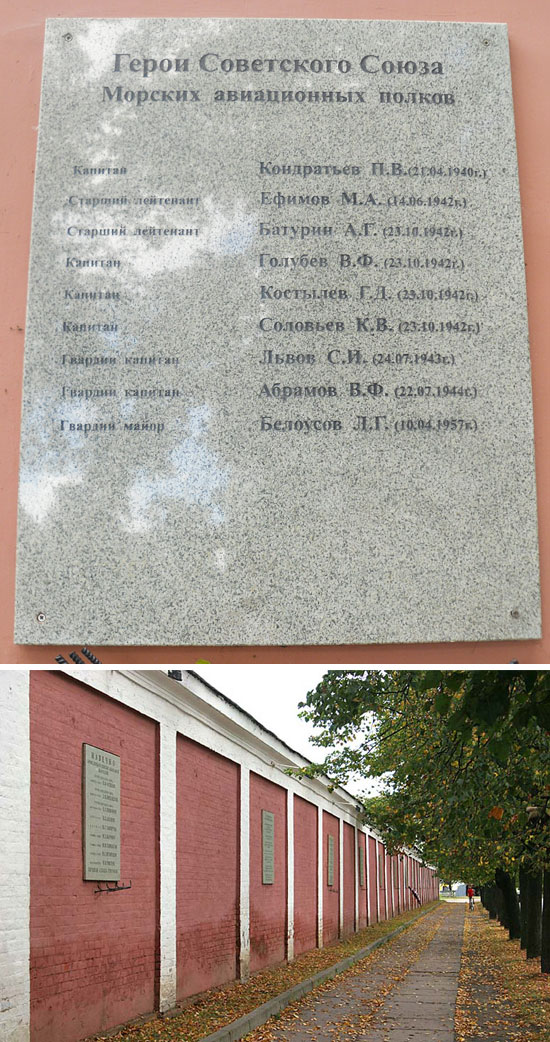 Герои Советского Союза
Морских авиационных полков
Капитан Кондратьев П.В.(21.04.1940г.)
Старший лейтенант Ефимов М.А. (14.06.1942г.)
Старший лейтенант Батурин А.Г. (23.10.1942г.)
Капитан Голубев В.Ф. (23.10.1942г.)
Капитан Костылев Г.Д. (23.10.1942г.)
Капитан Соловьев К.В. (23.10.1942г.)
Гвардии капитан Львов С.И. (24.07.1943г.)
Гвардии капитан Абрамов В.Ф. (22.07.1944г.)
Гвардии майор Белоусов Л.Г. (10.04.1957г.)